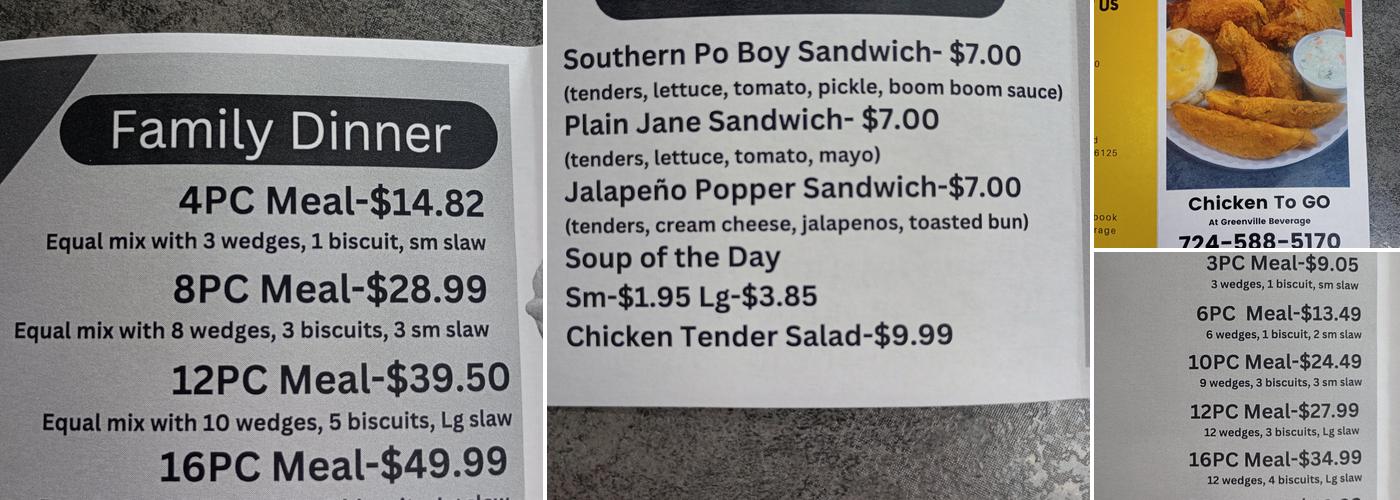 Family Dinner
4PC Meal-$14.82
Equal mix with 3 wedges, 1 biscuit, sm slaw
8PC Meal-$28.99
Equal mix with 8 wedges, 3 biscuits, 3 sm slaw
12PC Meal-$39.50
Equal mix with 10 wedges, 5 biscuits, Lg slaw
16PC Meal-$49.99
Southern Po Boy Sandwich- $7.00
(tenders, lettuce, tomato, pickle, boom boom sauce)
Plain Jane Sandwich- $7.00
(tenders, lettuce, tomato, mayo)
Jalapeño Popper Sandwich-$7.00
(tenders, cream cheese, jalapenos, toasted bun)
Soup of the Day
Sm-$1.95 Lg-$3.85
Chicken Tender Salad-$9.99
US
6125
Chicken To GO
At Greenville Beverage
724-588-5170
3PC Meal-$9.05
3 wedges, 1 biscuit, sm slaw
6PC Meal-$13.49
6 wedges, 1 biscuit, 2 sm slaw
10PC Meal-$24.49
9 wedges, 3 biscuits, 3 sm slaw
12PC Meal-$27.99
12 wedges, 3 biscuits, Lg slaw
16PC Meal-$34.99
12 wedges, 4 biscuits, Lg slaw